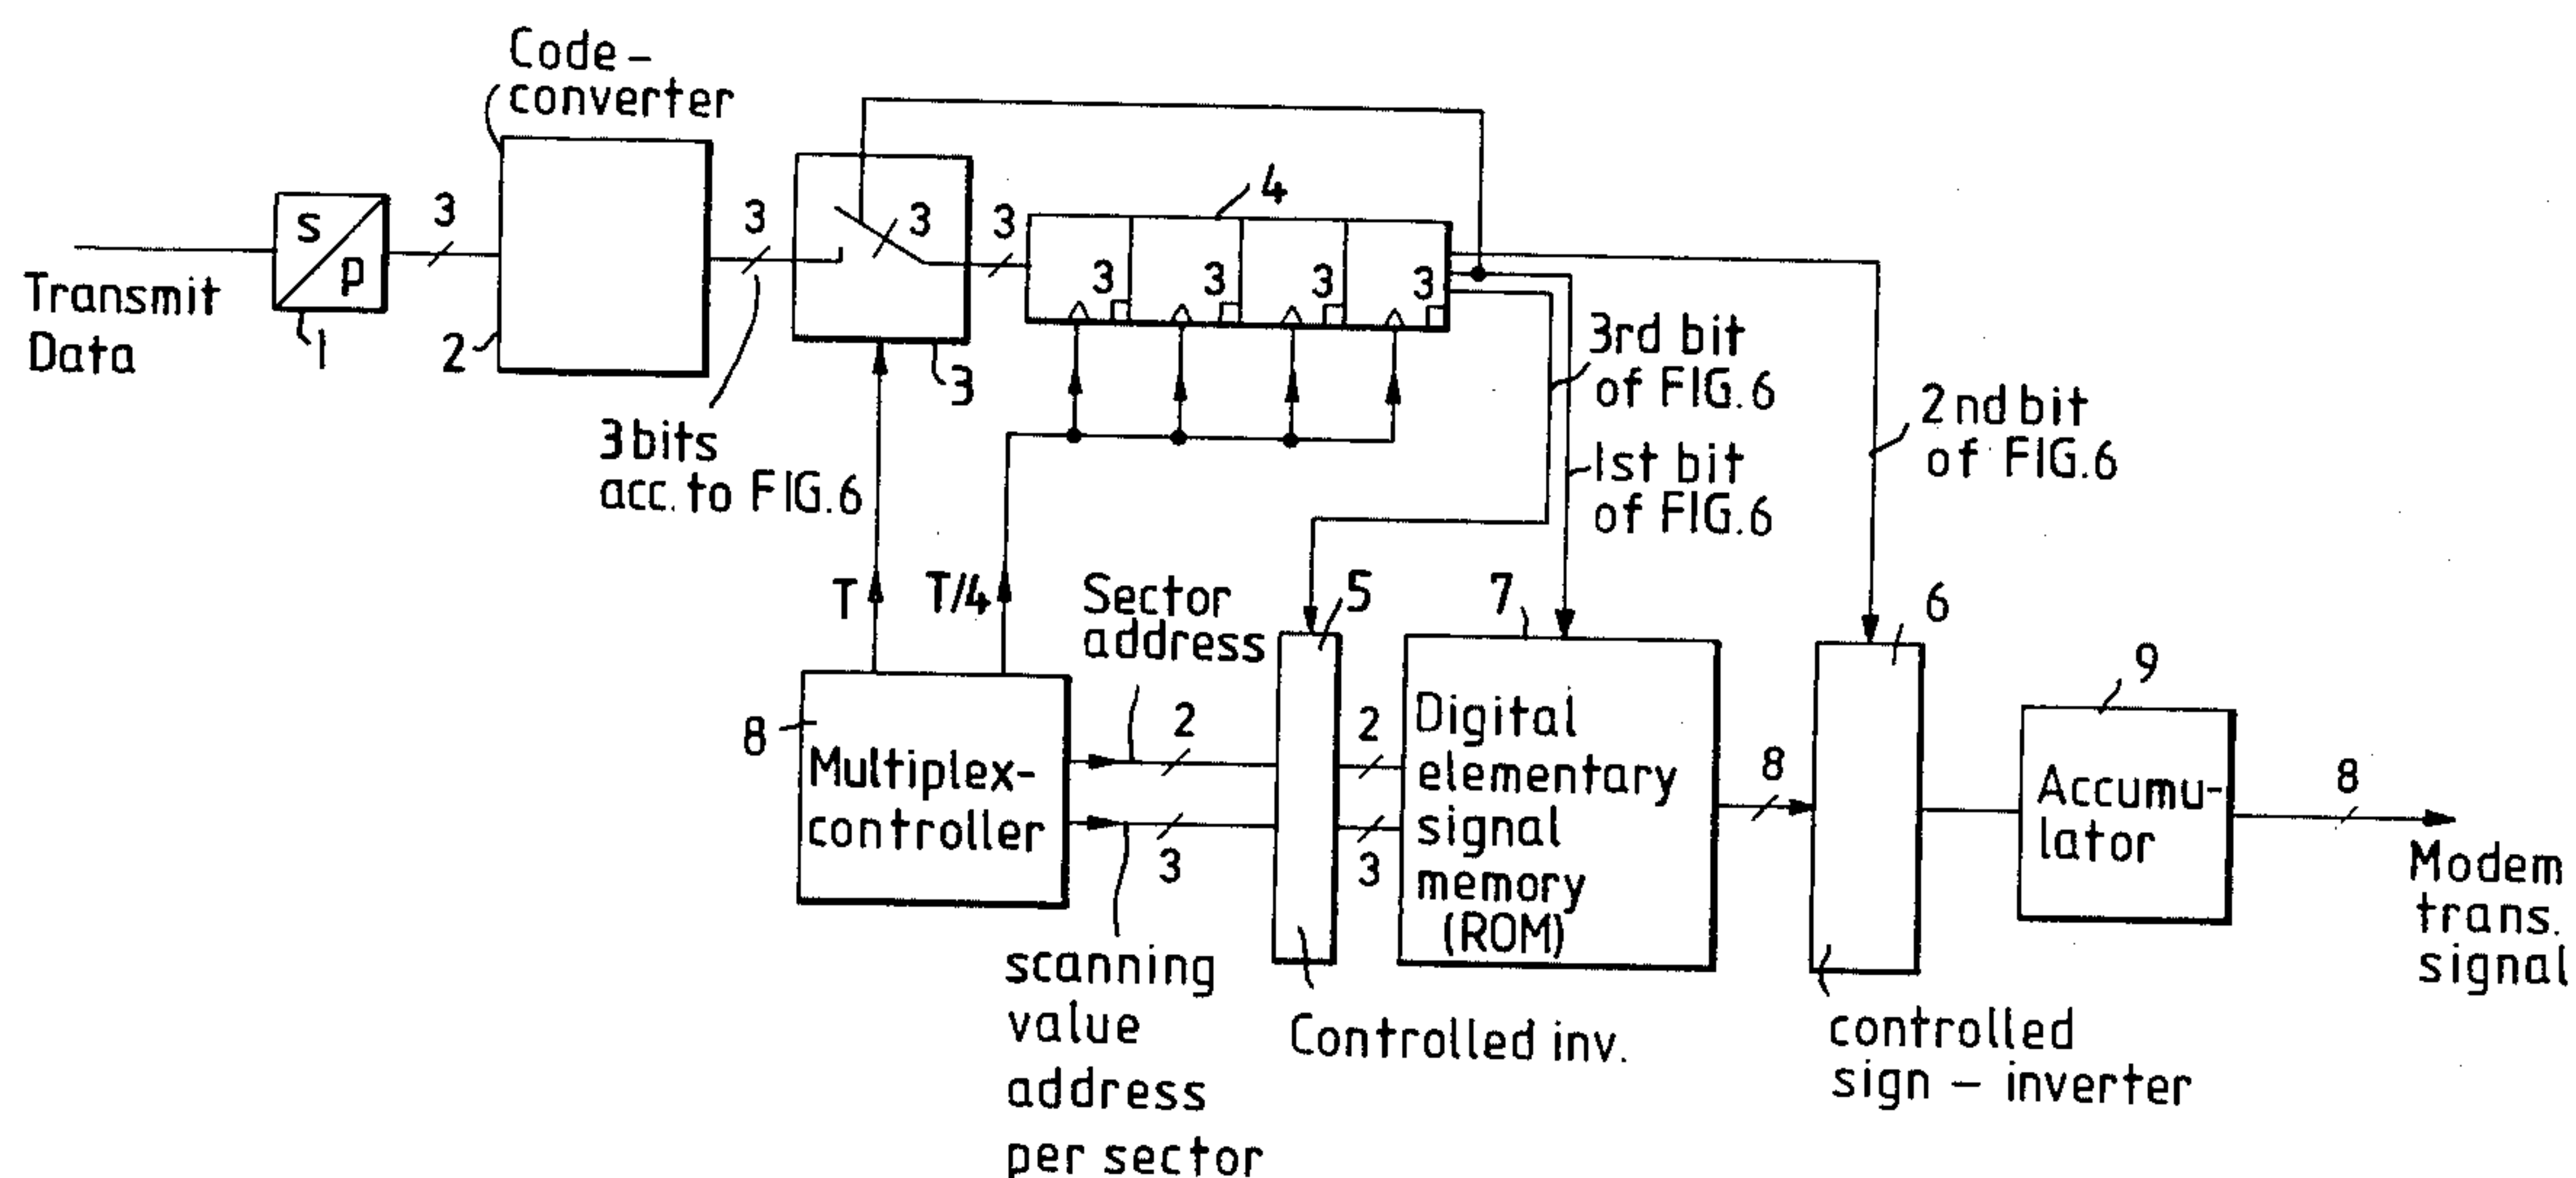 Code-
converter
Transmit
Data
s
p
1
3
2
3
3 bits
acc. to FIG.6
3
3
3
4
3
3
3
3
3rd bit
of FIG.6
1st bit
of FIG.6
2nd bit
of FIG.6
T
T/4
8
Multiplex-
controller
Sector
address
2
3
scanning
value
address
per sector
5
2
3
Controlled inv.
7
Digital
elementary
signal
memory
(ROM)
8
6
controlled
sign – inverter
9
Accumu-
lator
8
Modem
trans.
signal